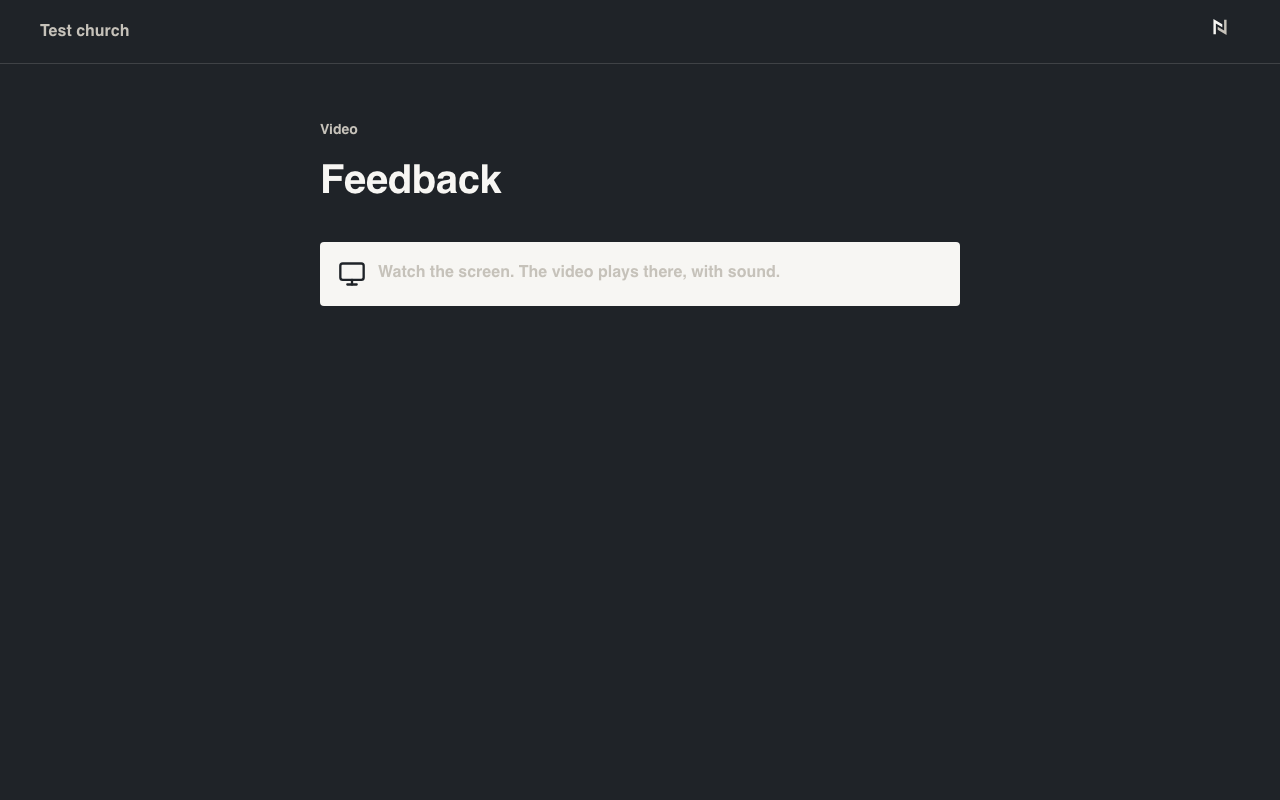 Test church
Video
Feedback
Watch the screen. The video plays there, with sound.